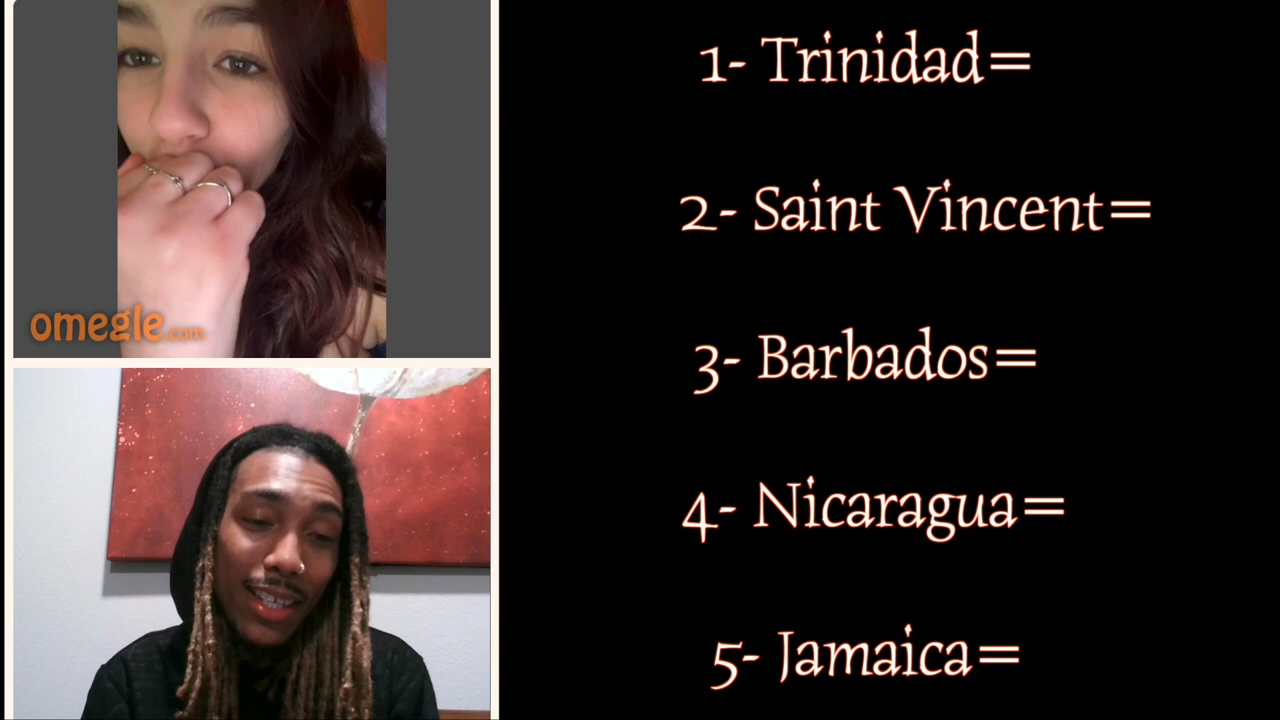 1- Trinidad=
2- Saint Vincent=
3- Barbados=
4- Nicaragua=
5- Jamaica=
omegle.com